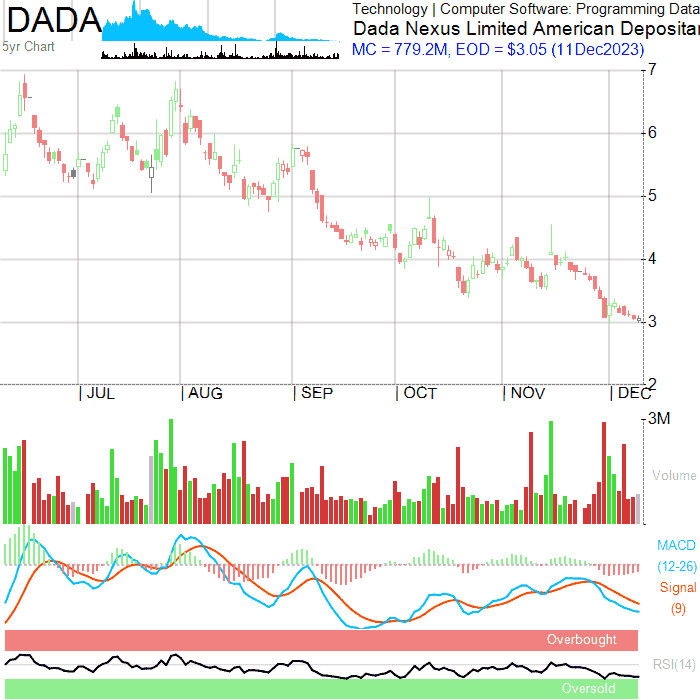 DADA
5yr Chart
Technology | Computer Software: Programming Data
Dada Nexus Limited American Depositar
MC = 779.2M, EOD = $3.05 (11Dec2023)
7
6
5
4
3
2
| JUL | AUG | SEP | OCT | NOV | DEC
3M
Volume
MACD
(12-26)
Signal
(9)
Overbought
RSI(14)
Oversold